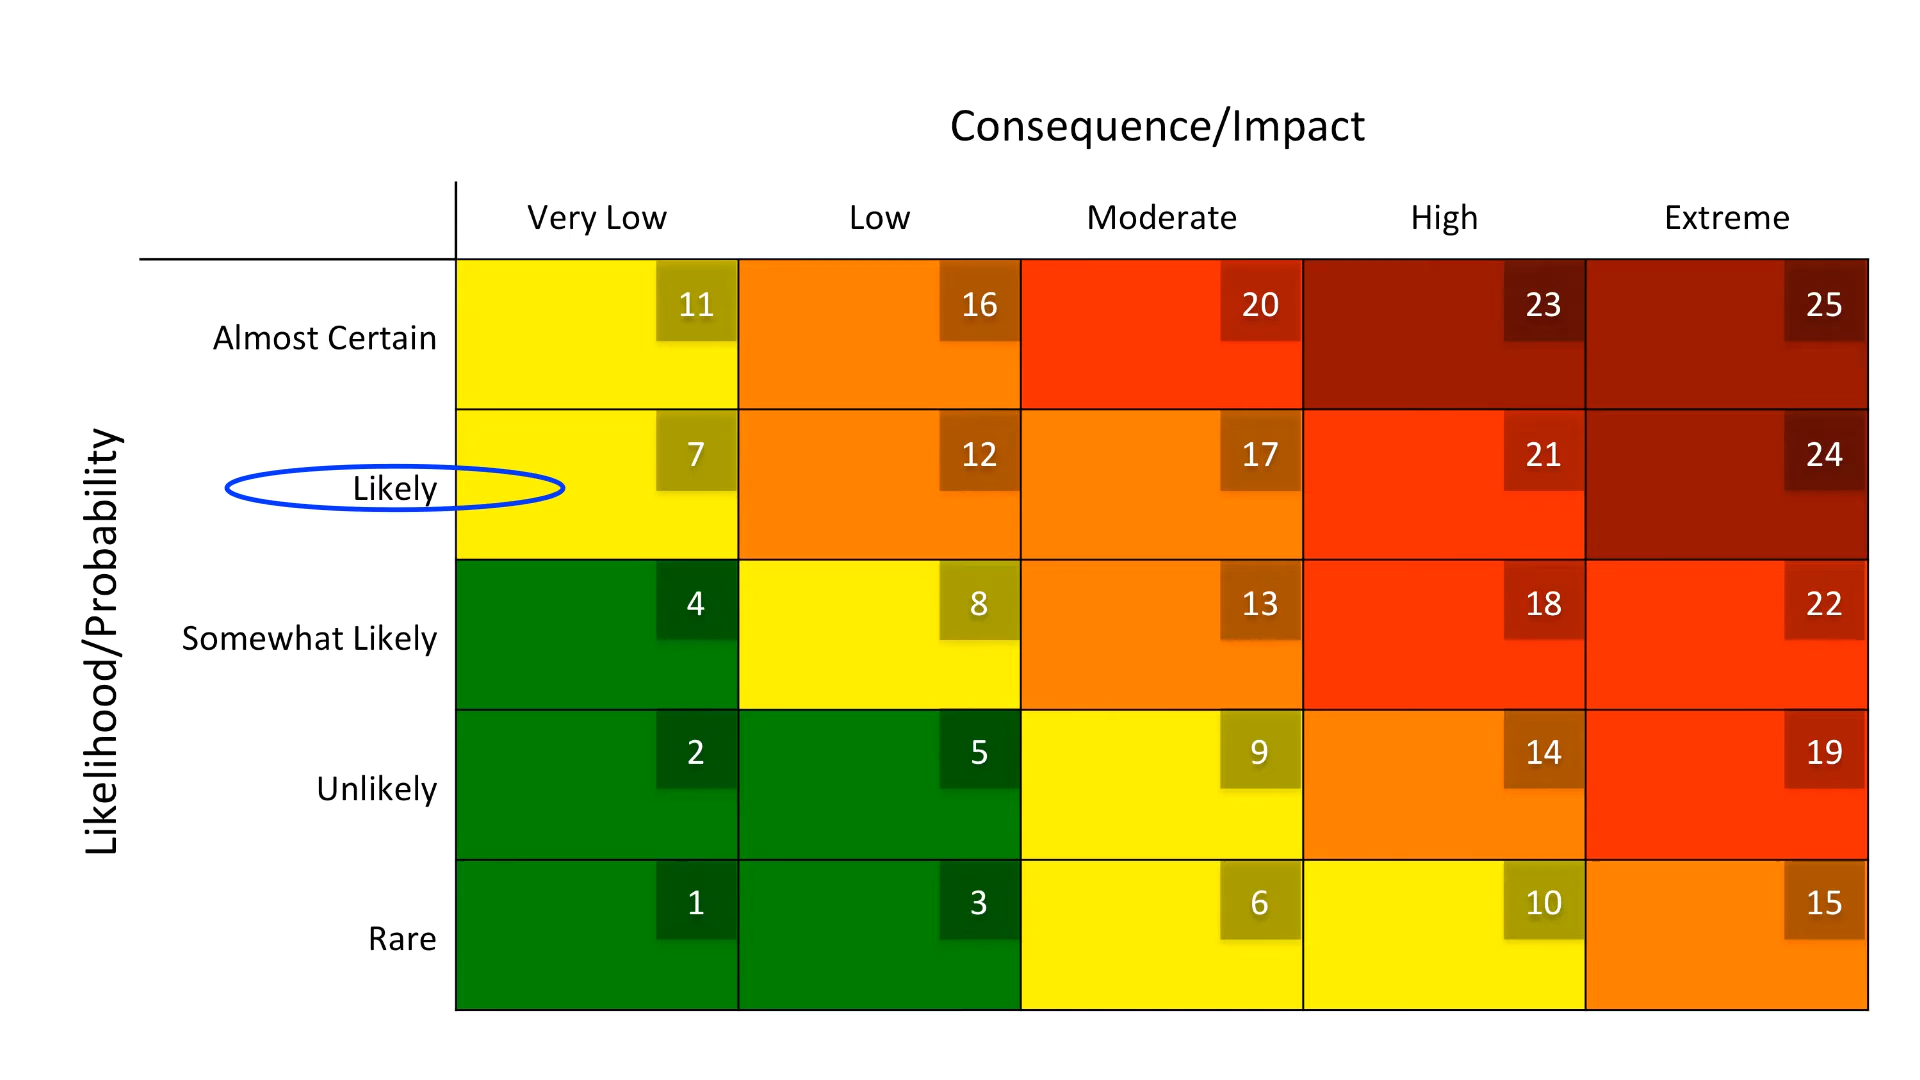 Consequence/Impact
Very Low Low Moderate High Extreme
Likelihood/Probability
Almost Certain 11 16 20 23 25
Likely 7 12 17 21 24
Somewhat Likely 4 8 13 18 22
Unlikely 2 5 9 14 19
Rare 1 3 6 10 15